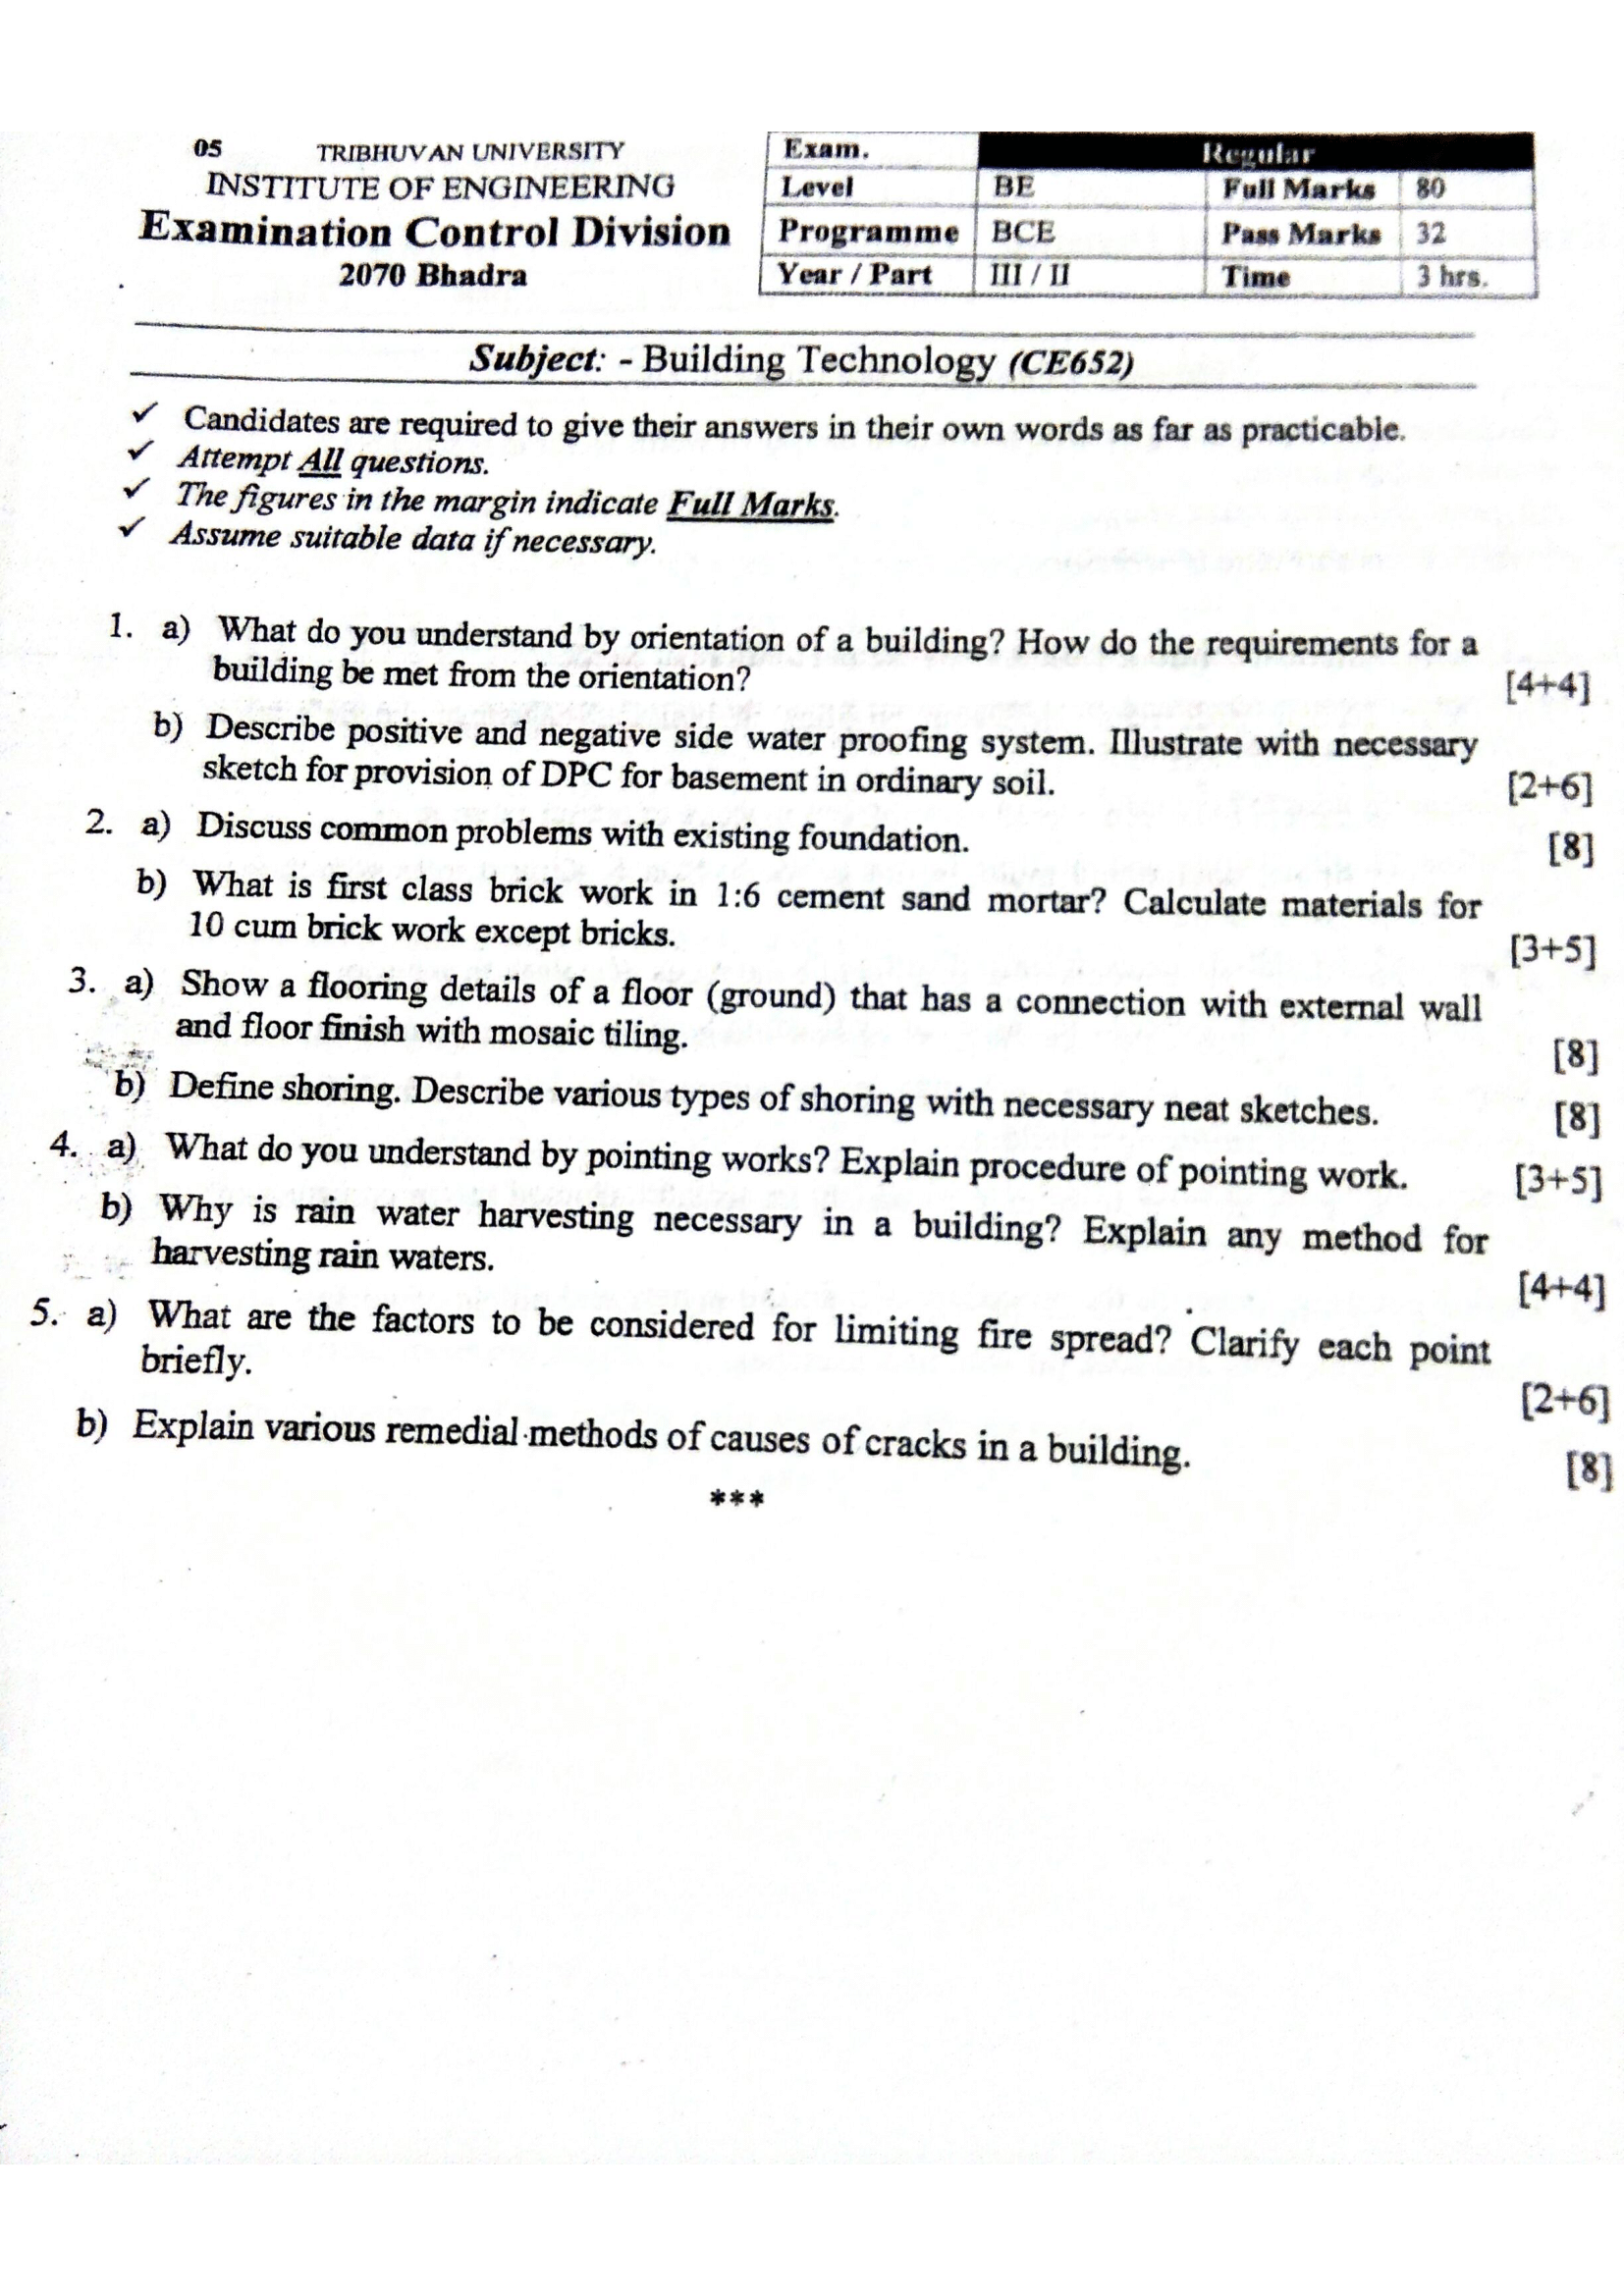 05 TRIBHUVAN UNIVERSITY
INSTITUTE OF ENGINEERING
Examination Control Division
2070 Bhadra
Exam. Regular
Level BE Full Marks 80
Programme BCE Pass Marks 32
Year / Part III / II Time 3 hrs.
Subject: - Building Technology (CE652)
✓ Candidates are required to give their answers in their own words as far as practicable.
✓ Attempt All questions.
✓ The figures in the margin indicate Full Marks.
✓ Assume suitable data if necessary.
1. a) What do you understand by orientation of a building? How do the requirements for a
building be met from the orientation? [4+4]
b) Describe positive and negative side water proofing system. Illustrate with necessary
sketch for provision of DPC for basement in ordinary soil. [2+6]
2. a) Discuss common problems with existing foundation. [8]
b) What is first class brick work in 1:6 cement sand mortar? Calculate materials for
10 cum brick work except bricks. [3+5]
3. a) Show a flooring details of a floor (ground) that has a connection with external wall
and floor finish with mosaic tiling. [8]
b) Define shoring. Describe various types of shoring with necessary neat sketches. [8]
4. a) What do you understand by pointing works? Explain procedure of pointing work. [3+5]
b) Why is rain water harvesting necessary in a building? Explain any method for
harvesting rain waters. [4+4]
5. a) What are the factors to be considered for limiting fire spread? Clarify each point
briefly. [2+6]
b) Explain various remedial methods of causes of cracks in a building. [8]
***